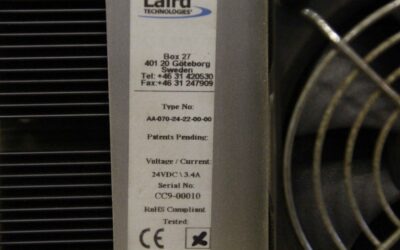 Laird
TECHNOLOGIES®
Box 27
401 20 Göteborg
Sweden
Tel: +46 31 420530
Fax:+46 31 247909
Type No:
AA-070-24-22-00-00
Patents Pending:
Voltage / Current:
24VDC \ 3.4A
Serial No:
CC9-00010
RoHS Compliant
Tested:
CE